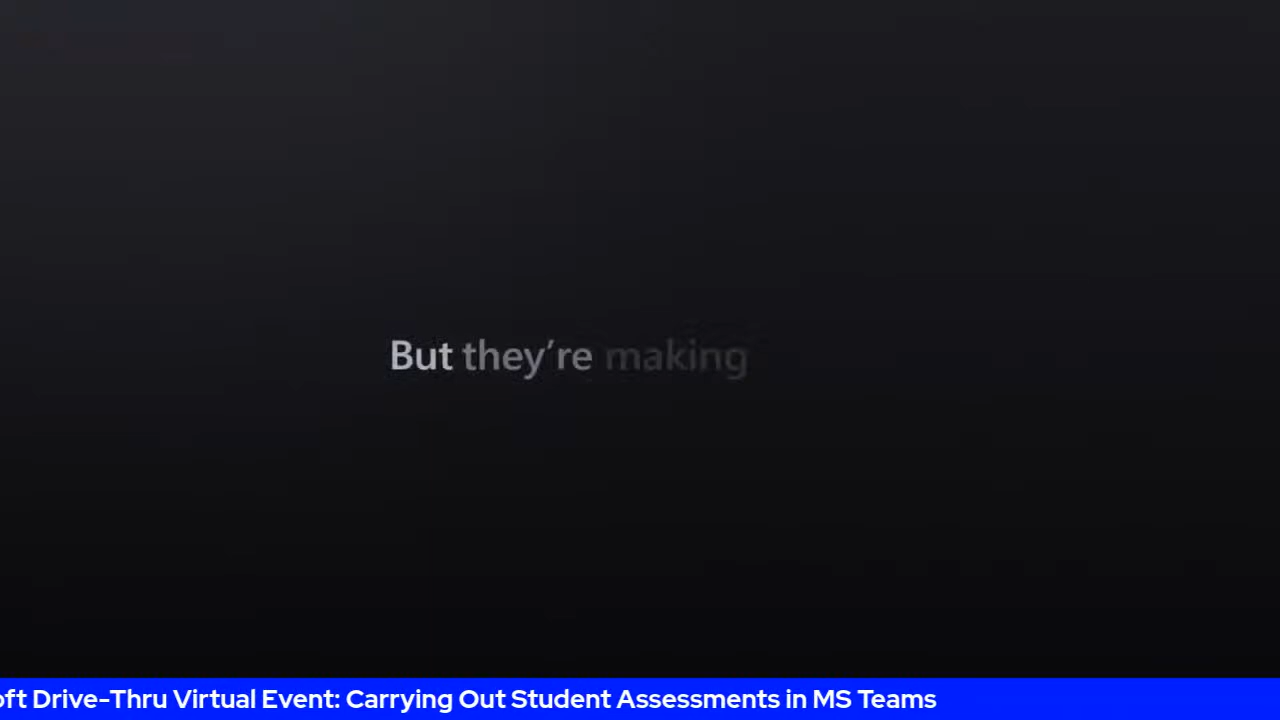 But they’re making
oft Drive-Thru Virtual Event: Carrying Out Student Assessments in MS Teams